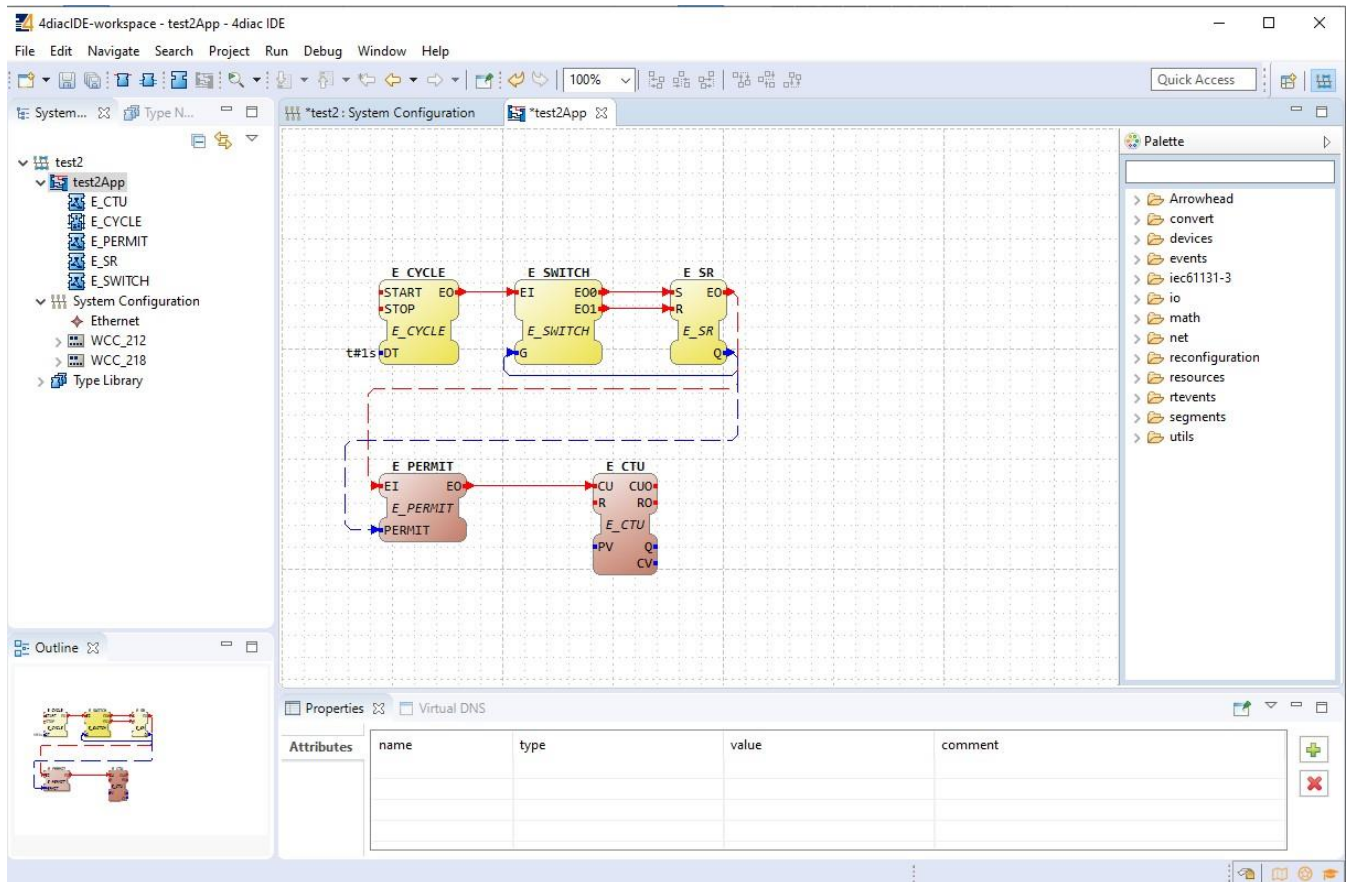 4diacIDE-workspace - test2App - 4diac IDE
File Edit Navigate Search Project Run Debug Window Help
100%
Quick Access
System...
Type N...
*test2 : System Configuration
*test2App
test2
test2App
E_CTU
E_CYCLE
E_PERMIT
E_SR
E_SWITCH
System Configuration
Ethernet
WCC_212
WCC_218
Type Library
E_CYCLE
START EO
STOP
E_CYCLE
t#1s DT
E_SWITCH
EI EO0
EO1
E_SWITCH
G
E_SR
S EO
R
E_SR
Q
E_PERMIT
EI EO
E_PERMIT
PERMIT
E_CTU
CU CUO
R RO
E_CTU
PV Q
CV
Palette
Arrowhead
convert
devices
events
iec61131-3
io
math
net
reconfiguration
resources
rtevents
segments
utils
Outline
Properties
Virtual DNS
Attributes
name type value comment